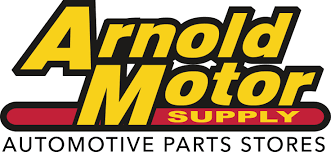 Arnold
Motor
SUPPLY
AUTOMOTIVE PARTS STORES